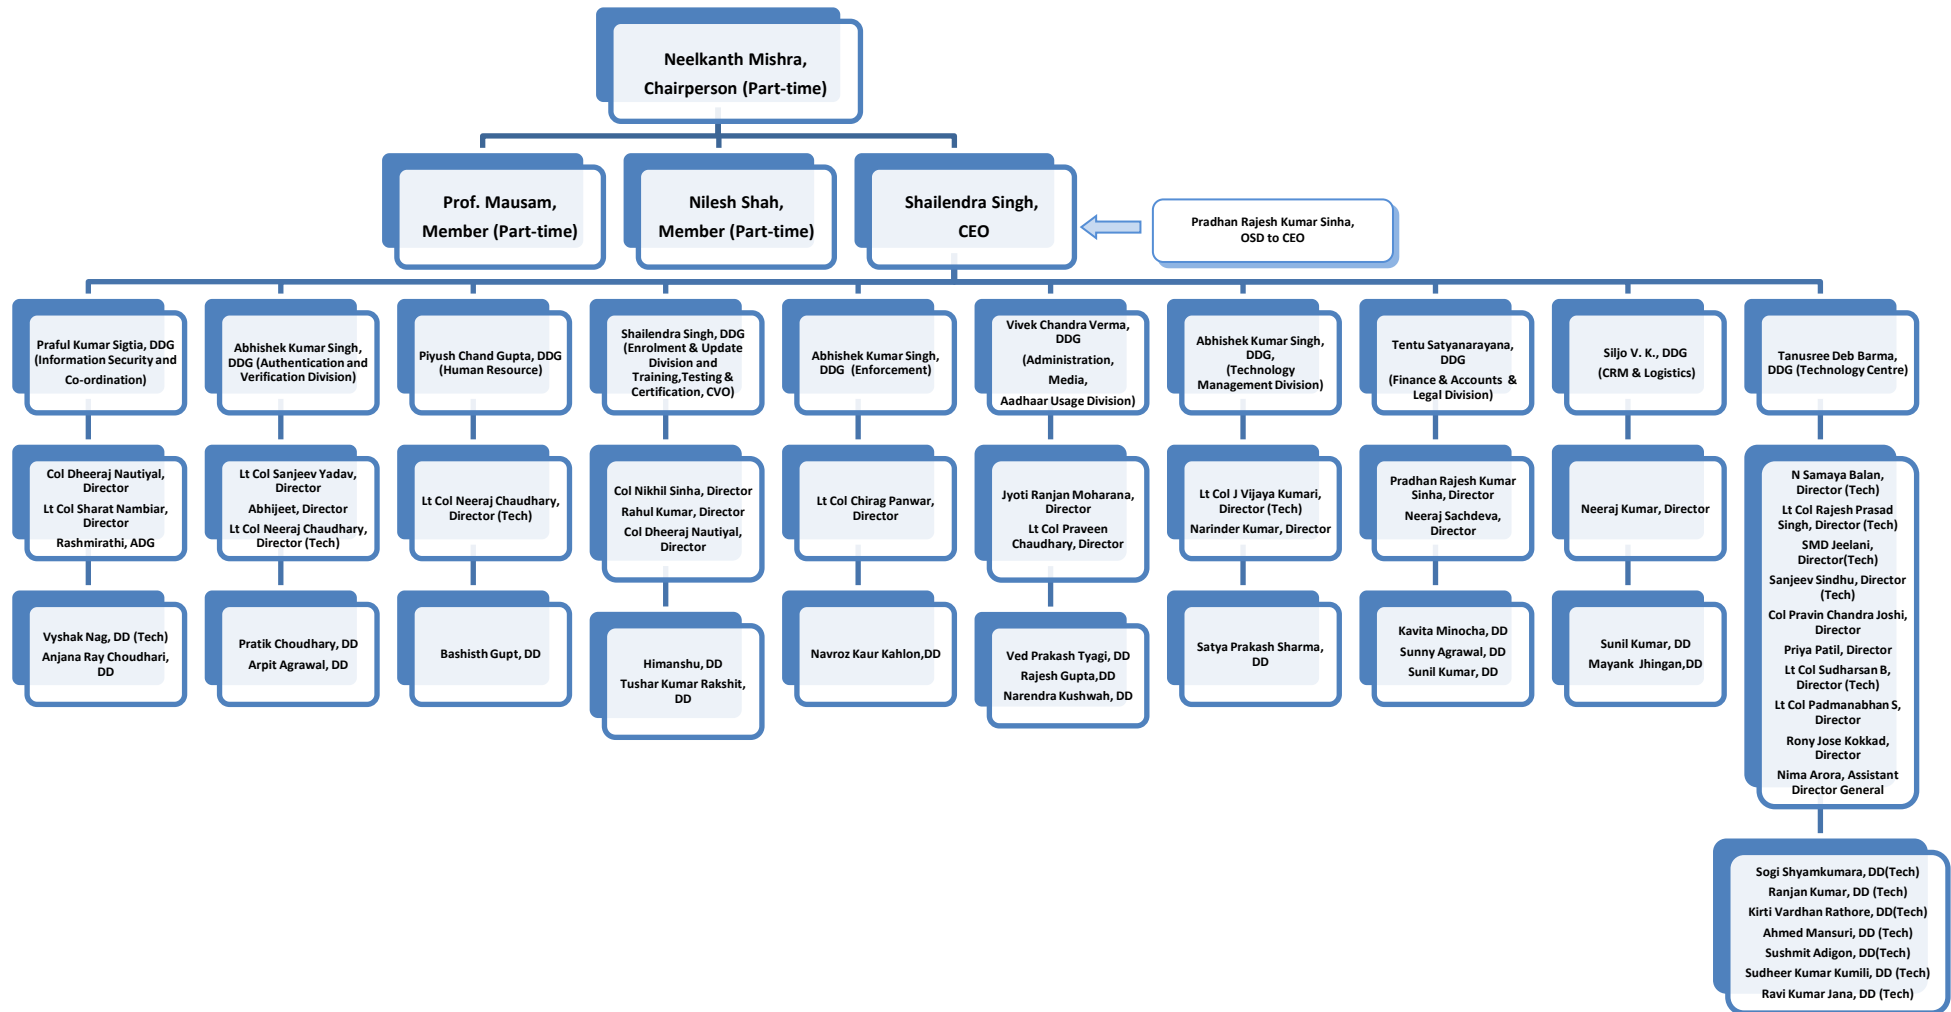 Neelkanth Mishra,
Chairperson (Part-time)
Prof. Mausam,
Member (Part-time)
Nilesh Shah,
Member (Part-time)
Shailendra Singh,
CEO
Pradhan Rajesh Kumar Sinha,
OSD to CEO
Praful Kumar Sigtia, DDG
(Information Security and
Co-ordination)
Abhishek Kumar Singh,
DDG (Authentication and
Verification Division)
Piyush Chand Gupta, DDG
(Human Resource)
Shailendra Singh, DDG
(Enrolment & Update
Division and
Training,Testing &
Certification, CVO)
Abhishek Kumar Singh,
DDG (Enforcement)
Vivek Chandra Verma,
DDG
(Administration,
Media,
Aadhaar Usage Division)
Abhishek Kumar Singh,
DDG,
(Technology
Management Division)
Tentu Satyanarayana,
DDG
(Finance & Accounts &
Legal Division)
Siljo V. K., DDG
(CRM & Logistics)
Tanusree Deb Barma,
DDG (Technology Centre)
Col Dheeraj Nautiyal,
Director
Lt Col Sharat Nambiar,
Director
Rashmirathi, ADG
Lt Col Sanjeev Yadav,
Director
Abhijeet, Director
Lt Col Neeraj Chaudhary,
Director (Tech)
Lt Col Neeraj Chaudhary,
Director (Tech)
Col Nikhil Sinha, Director
Rahul Kumar, Director
Col Dheeraj Nautiyal,
Director
Lt Col Chirag Panwar,
Director
Jyoti Ranjan Moharana,
Director
Lt Col Praveen
Chaudhary, Director
Lt Col J Vijaya Kumari,
Director (Tech)
Narinder Kumar, Director
Pradhan Rajesh Kumar
Sinha, Director
Neeraj Sachdeva,
Director
Neeraj Kumar, Director
N Samaya Balan,
Director (Tech)
Lt Col Rajesh Prasad
Singh, Director (Tech)
SMD Jeelani,
Director(Tech)
Sanjeev Sindhu, Director
(Tech)
Col Pravin Chandra Joshi,
Director
Priya Patil, Director
Lt Col Sudharsan B,
Director (Tech)
Lt Col Padmanabhan S,
Director
Rony Jose Kokkad,
Director
Nima Arora, Assistant
Director General
Vyshak Nag, DD (Tech)
Anjana Ray Choudhari,
DD
Pratik Choudhary, DD
Arpit Agrawal, DD
Bashisth Gupt, DD
Himanshu, DD
Tushar Kumar Rakshit,
DD
Navroz Kaur Kahlon,DD
Ved Prakash Tyagi, DD
Rajesh Gupta,DD
Narendra Kushwah, DD
Satya Prakash Sharma,
DD
Kavita Minocha, DD
Sunny Agrawal, DD
Sunil Kumar, DD
Sunil Kumar, DD
Mayank Jhingan,DD
Sogi Shyamkumara, DD(Tech)
Ranjan Kumar, DD (Tech)
Kirti Vardhan Rathore, DD(Tech)
Ahmed Mansuri, DD (Tech)
Sushmit Adigon, DD(Tech)
Sudheer Kumar Kumili, DD (Tech)
Ravi Kumar Jana, DD (Tech)